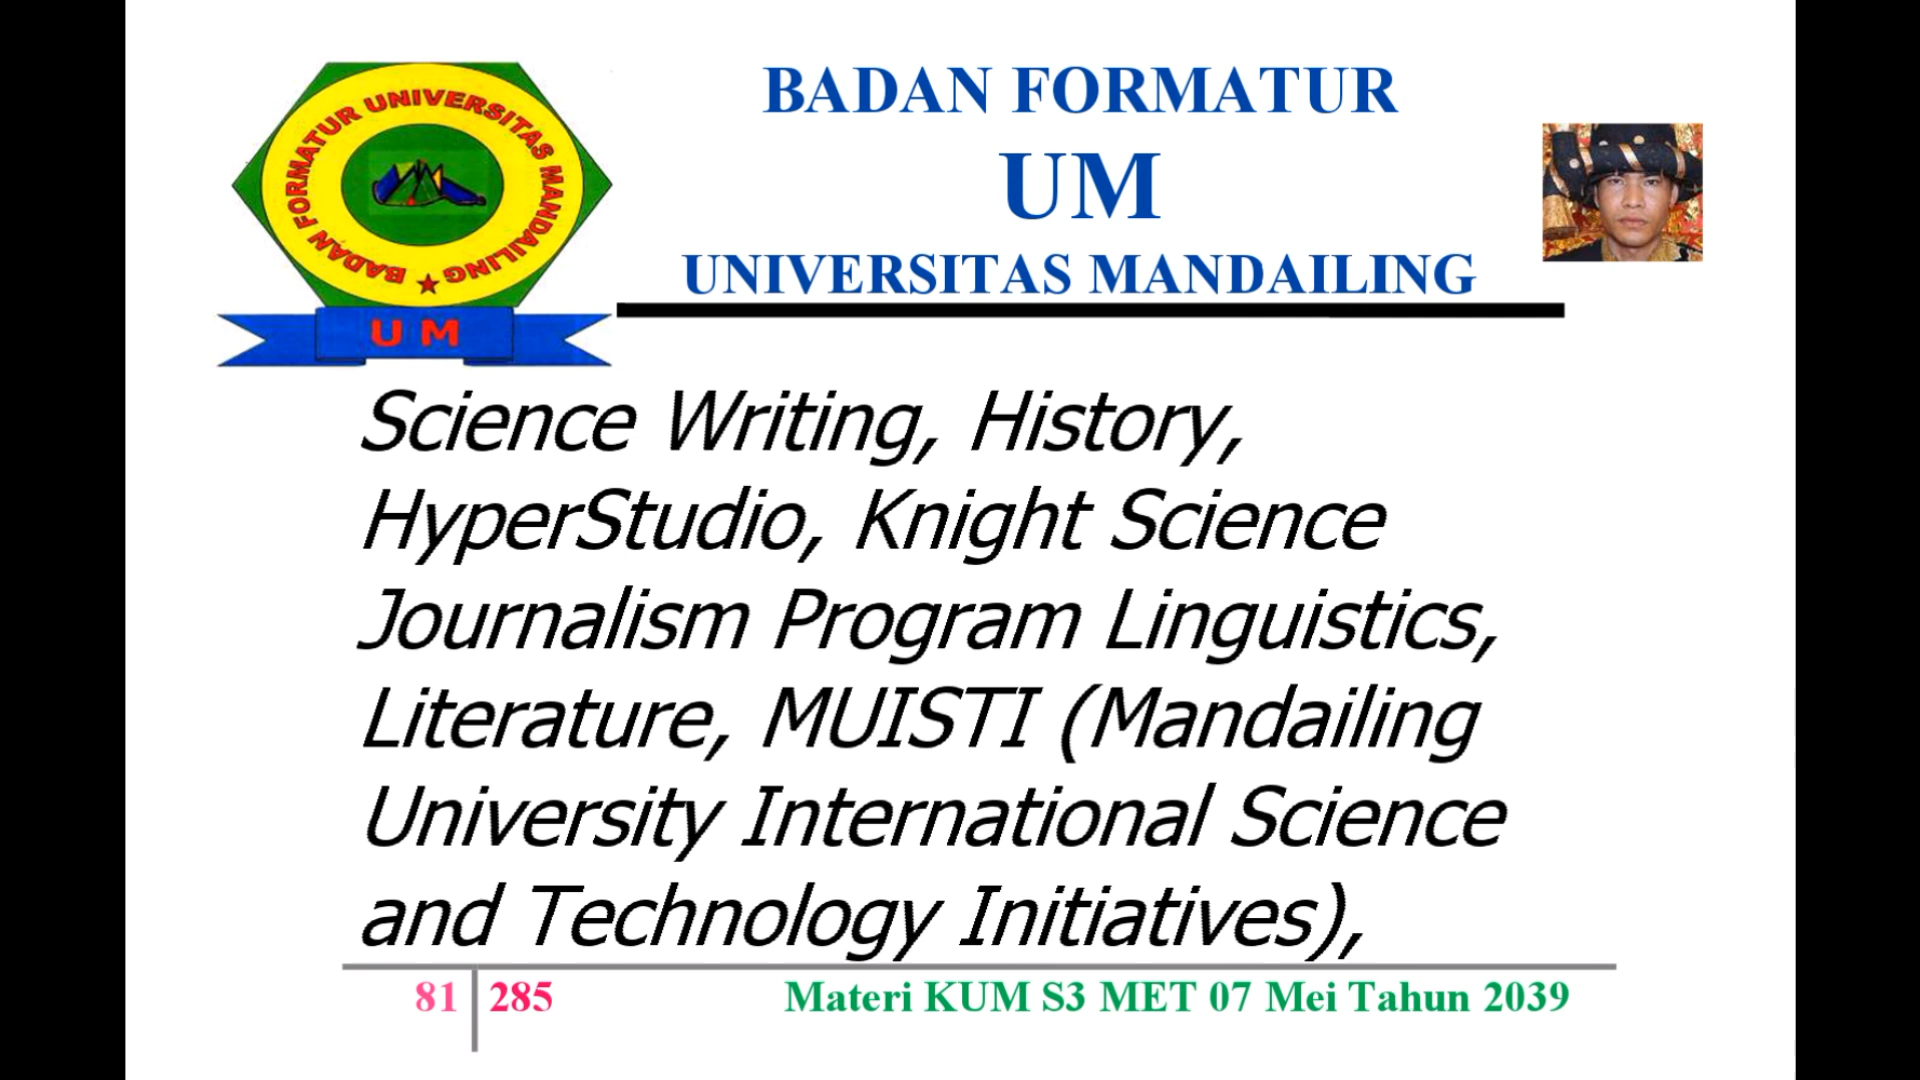 BADAN FORMATUR UNIVERSITAS MANDAILING
U M
BADAN FORMATUR
UM
UNIVERSITAS MANDAILING
Science Writing, History,
HyperStudio, Knight Science
Journalism Program Linguistics,
Literature, MUISTI (Mandailing
University International Science
and Technology Initiatives),
81 285 Materi KUM S3 MET 07 Mei Tahun 2039